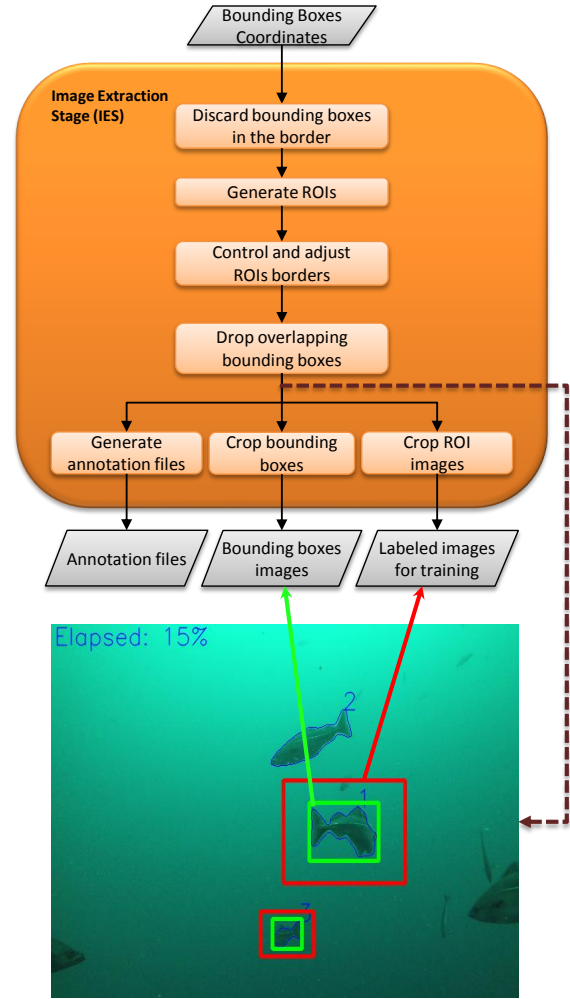 Bounding Boxes
Coordinates
Image Extraction
Stage (IES)
Discard bounding boxes
in the border
Generate ROIs
Control and adjust
ROIs borders
Drop overlapping
bounding boxes
Generate
annotation files
Crop bounding
boxes
Crop ROI
images
Annotation files
Bounding boxes
images
Labeled images
for training
Elapsed: 15%
2
1
3